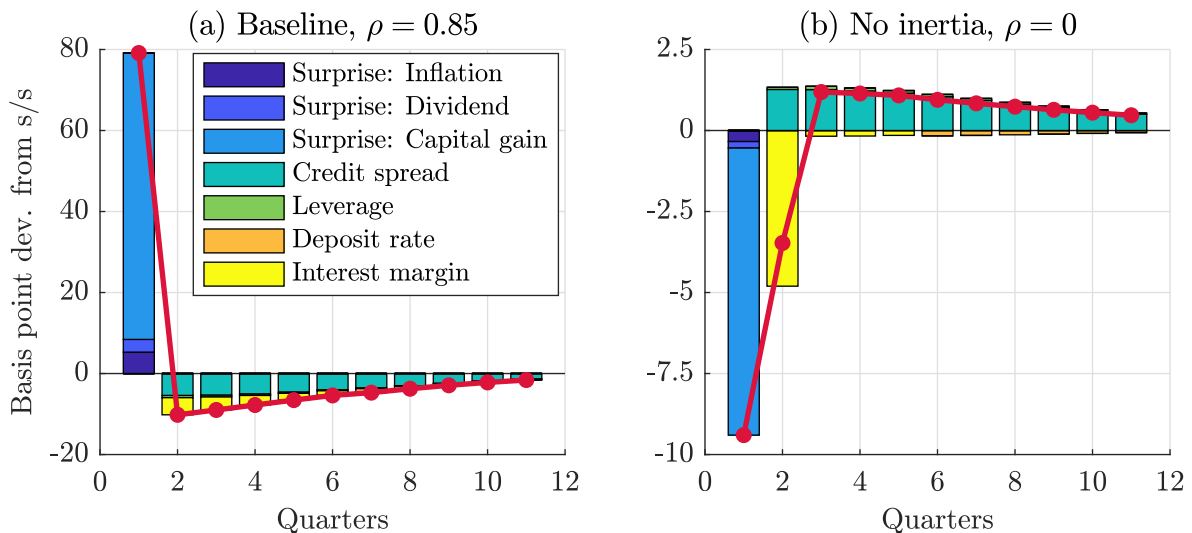 (a) Baseline, ρ = 0.85
Basis point dev. from s/s
80
60
40
20
0
-20
0
2
4
6
8
10
12
Quarters
Surprise: Inflation
Surprise: Dividend
Surprise: Capital gain
Credit spread
Leverage
Deposit rate
Interest margin
(b) No inertia, ρ = 0
2.5
0
-2.5
-5
-7.5
-10
0
2
4
6
8
10
12
Quarters